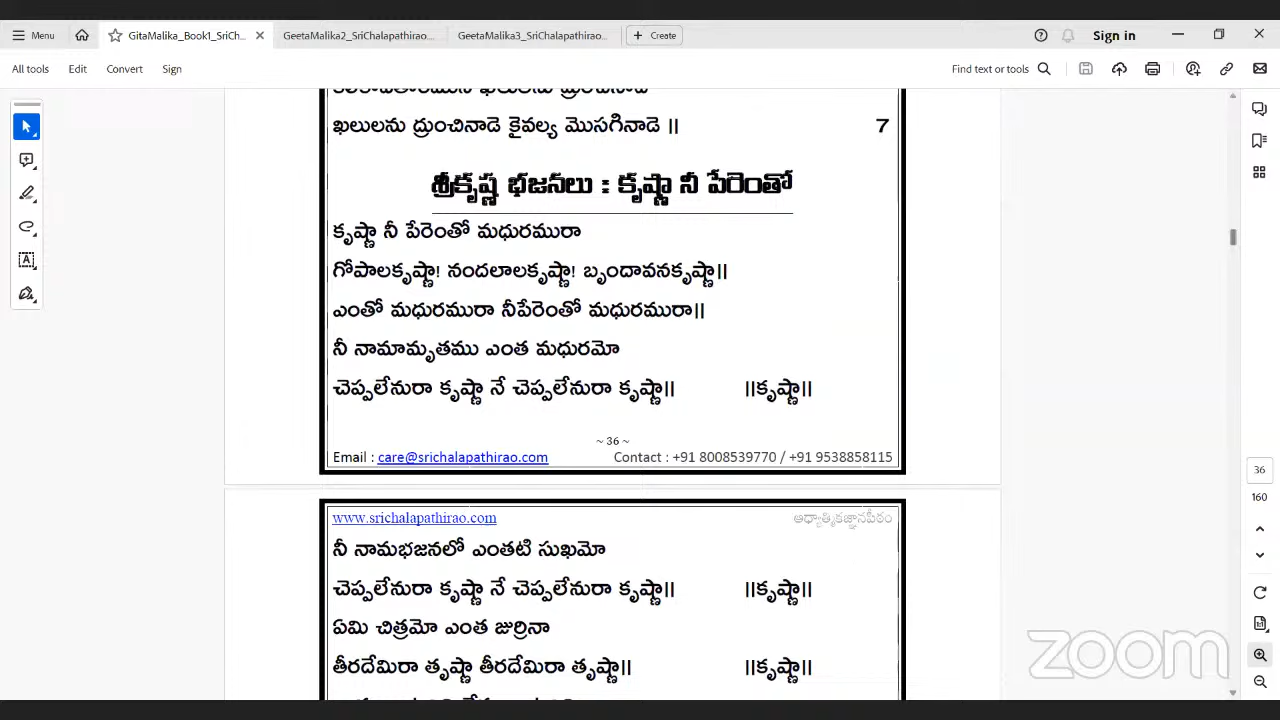 Menu
GitaMalika_Book1_SriCh...
GeetaMalika2_SriChalapathirao...
GeetaMalika3_SriChalapathirao...
Create
Sign in
All tools Edit Convert Sign
Find text or tools
ఖలులను ద్రుంచినాడె కైవల్య మొసగినాడె || 7
శ్రీకృష్ణ భజనలు : కృష్ణా నీ పేరెంతో
కృష్ణా నీ పేరెంతో మధురమురా
గోపాలకృష్ణా! నందలాలకృష్ణా! బృందావనకృష్ణా||
ఎంతో మధురమురా నీపేరెంతో మధురమురా||
నీ నామామృతము ఎంత మధురమో
చెప్పలేనురా కృష్ణా నే చెప్పలేనురా కృష్ణా|| ||కృష్ణా||
~ 36 ~
Email : care@srichalapathirao.com Contact : +91 8008539770 / +91 9538858115
www.srichalapathirao.com ఆధ్యాత్మికజ్ఞానపీఠం
నీ నామభజనలో ఎంతటి సుఖమో
చెప్పలేనురా కృష్ణా నే చెప్పలేనురా కృష్ణా|| ||కృష్ణా||
ఏమి చిత్రమో ఎంత జుర్రినా
తీరదేమిరా తృష్ణా తీరదేమిరా తృష్ణా|| ||కృష్ణా||
36
160
zoom